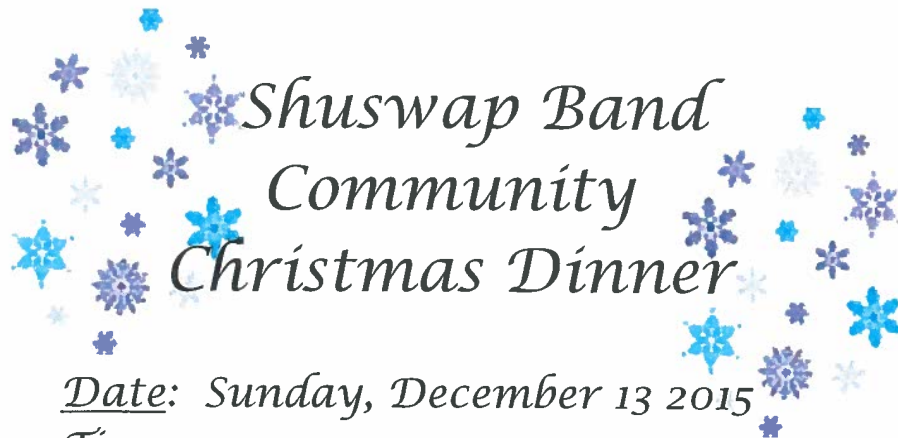 Shuswap Band
Community
Christmas Dinner
Date: Sunday, December 13 2015